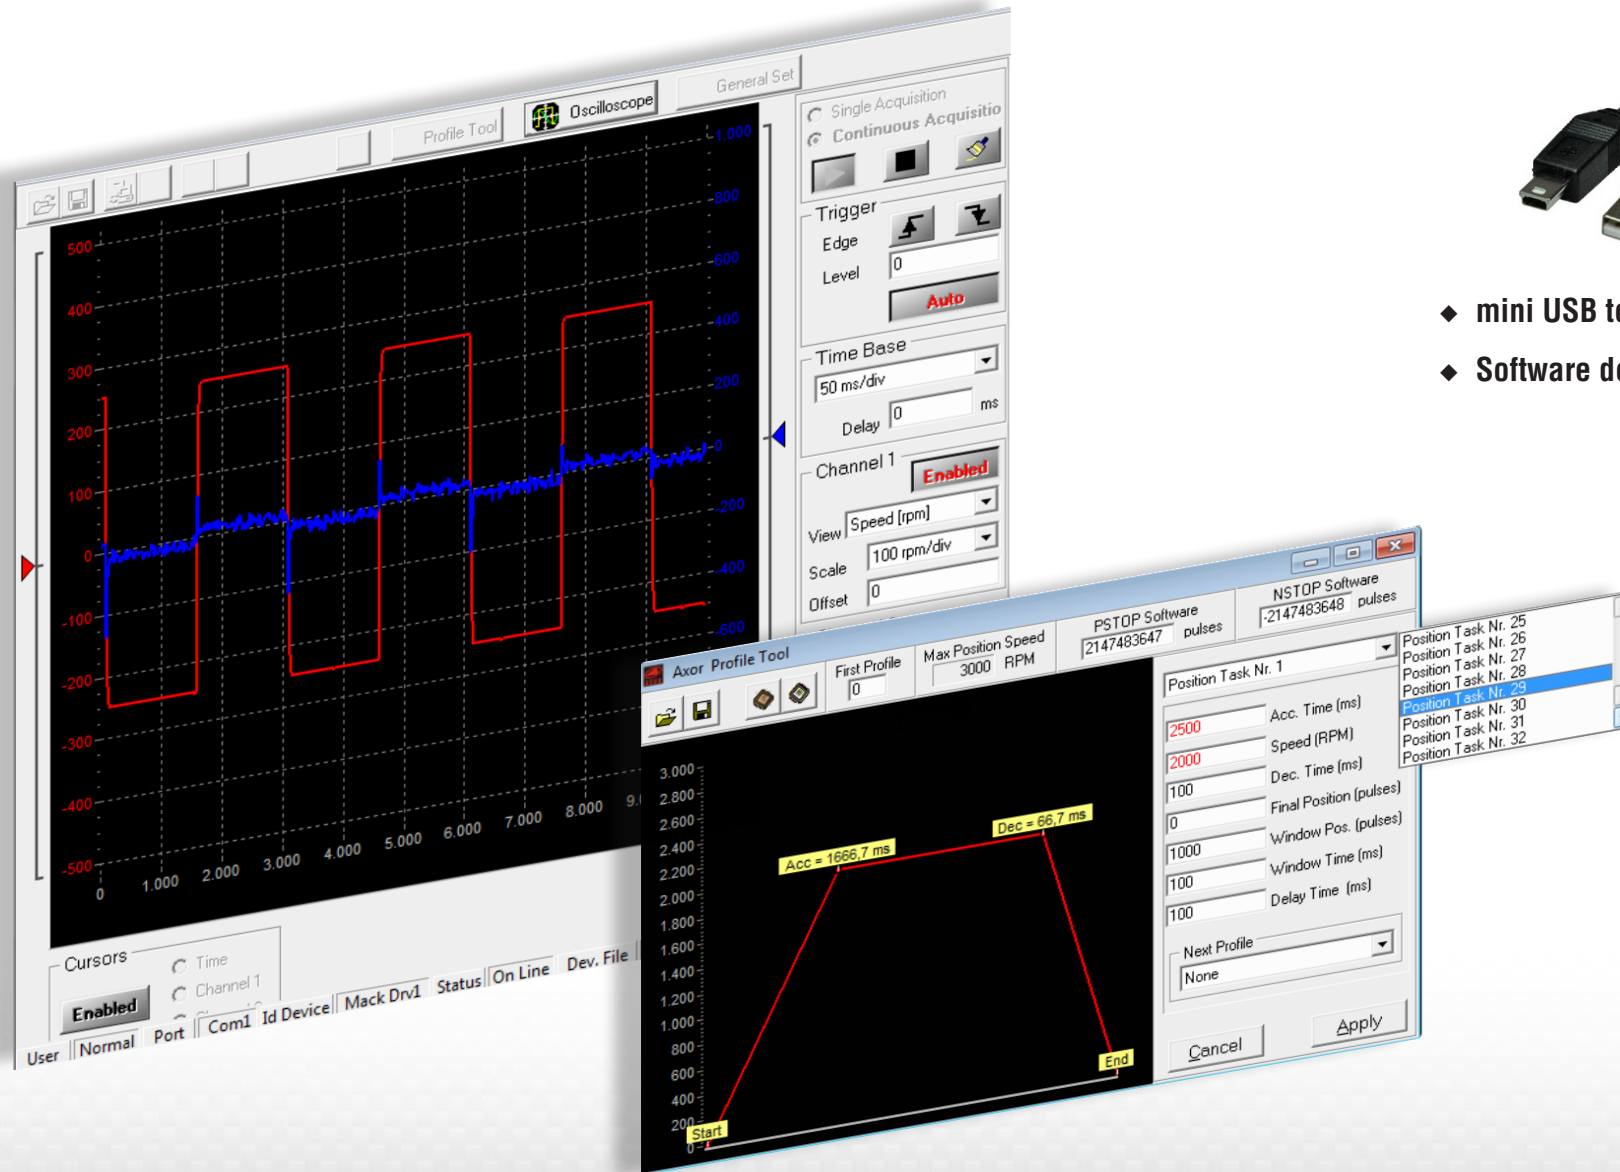 Profile Tool
Oscilloscope
General Set
500
400
300
200
100
0
-100
-200
-300
-400
-500
1.000
800
600
400
200
0
-200
-400
-600
0
1.000
2.000
3.000
4.000
5.000
6.000
7.000
8.000
Single Acquisition
Continuous Acquisitio
Trigger
Edge
Level
0
Auto
Time Base
50 ms/div
Delay
0
ms
Channel 1
Enabled
View
Speed [rpm]
Scale
100 rpm/div
Offset
0
Cursors
Time
Channel 1
Enabled
User
Normal
Port
Com1
Id Device
Mack Drv1
Status
On Line
Dev. File
mini USB
Software
Axor Profile Tool
First Profile
0
Max Position Speed
3000 RPM
PSTOP Software
2147483647 pulses
NSTOP Software
-2147483648 pulses
3.000
2.800
2.600
2.400
2.200
2.000
1.800
1.600
1.400
1.200
1.000
800
600
400
200
0
Acc = 1666,7 ms
Dec = 66,7 ms
Start
End
Position Task Nr. 1
2500 Acc. Time (ms)
2000 Speed (RPM)
100 Dec. Time (ms)
0 Final Position (pulses)
1000 Window Pos. (pulses)
100 Window Time (ms)
100 Delay Time (ms)
Next Profile
None
Cancel
Apply
Position Task Nr. 25
Position Task Nr. 26
Position Task Nr. 27
Position Task Nr. 28
Position Task Nr. 29
Position Task Nr. 30
Position Task Nr. 31
Position Task Nr. 32